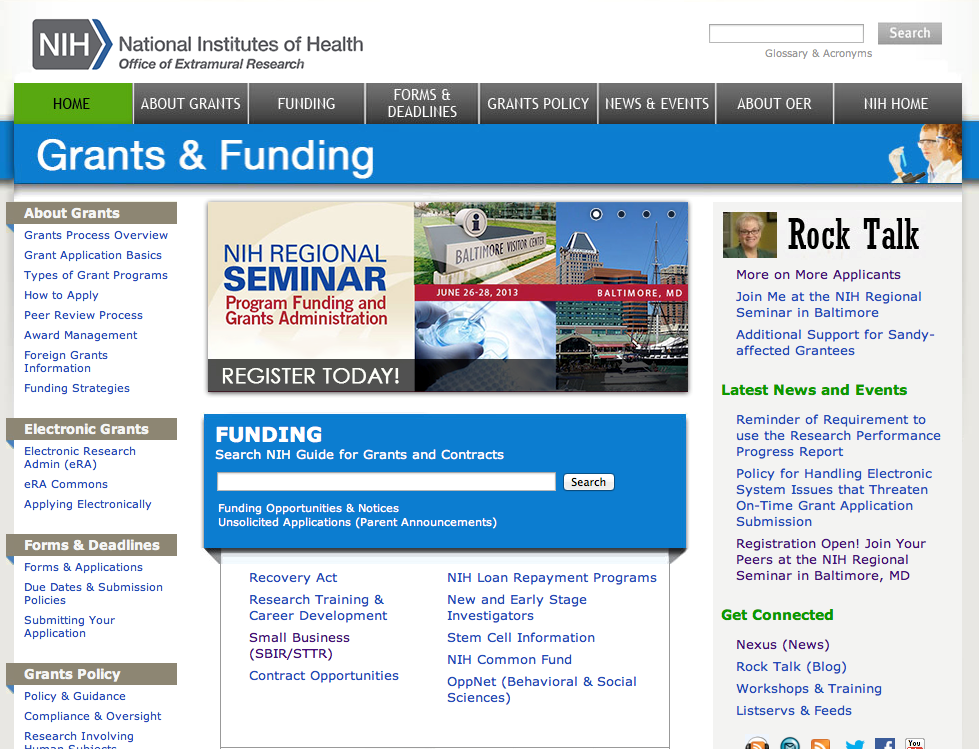 NIH
National Institutes of Health
Office of Extramural Research
Search
Glossary & Acronyms
HOME
ABOUT GRANTS
FUNDING
FORMS &
DEADLINES
GRANTS POLICY
NEWS & EVENTS
ABOUT OER
NIH HOME
Grants & Funding
About Grants
Grants Process Overview
Grant Application Basics
Types of Grant Programs
How to Apply
Peer Review Process
Award Management
Foreign Grants
Information
Funding Strategies
Electronic Grants
Electronic Research
Admin (eRA)
eRA Commons
Applying Electronically
Forms & Deadlines
Forms & Applications
Due Dates & Submission
Policies
Submitting Your
Application
Grants Policy
Policy & Guidance
Compliance & Oversight
Research Involving
Human Subjects
NIH REGIONAL
SEMINAR
Program Funding and
Grants Administration
REGISTER TODAY!
i
BALTIMORE VISITOR CENTER
JUNE 26-28, 2013
BALTIMORE, MD
FUNDING
Search NIH Guide for Grants and Contracts
Search
Funding Opportunities & Notices
Unsolicited Applications (Parent Announcements)
Recovery Act
Research Training &
Career Development
Small Business
(SBIR/STTR)
Contract Opportunities
NIH Loan Repayment Programs
New and Early Stage
Investigators
Stem Cell Information
NIH Common Fund
OppNet (Behavioral & Social
Sciences)
Rock Talk
More on More Applicants
Join Me at the NIH Regional
Seminar in Baltimore
Additional Support for Sandy-
affected Grantees
Latest News and Events
Reminder of Requirement to
use the Research Performance
Progress Report
Policy for Handling Electronic
System Issues that Threaten
On-Time Grant Application
Submission
Registration Open! Join Your
Peers at the NIH Regional
Seminar in Baltimore, MD
Get Connected
Nexus (News)
Rock Talk (Blog)
Workshops & Training
Listservs & Feeds
You